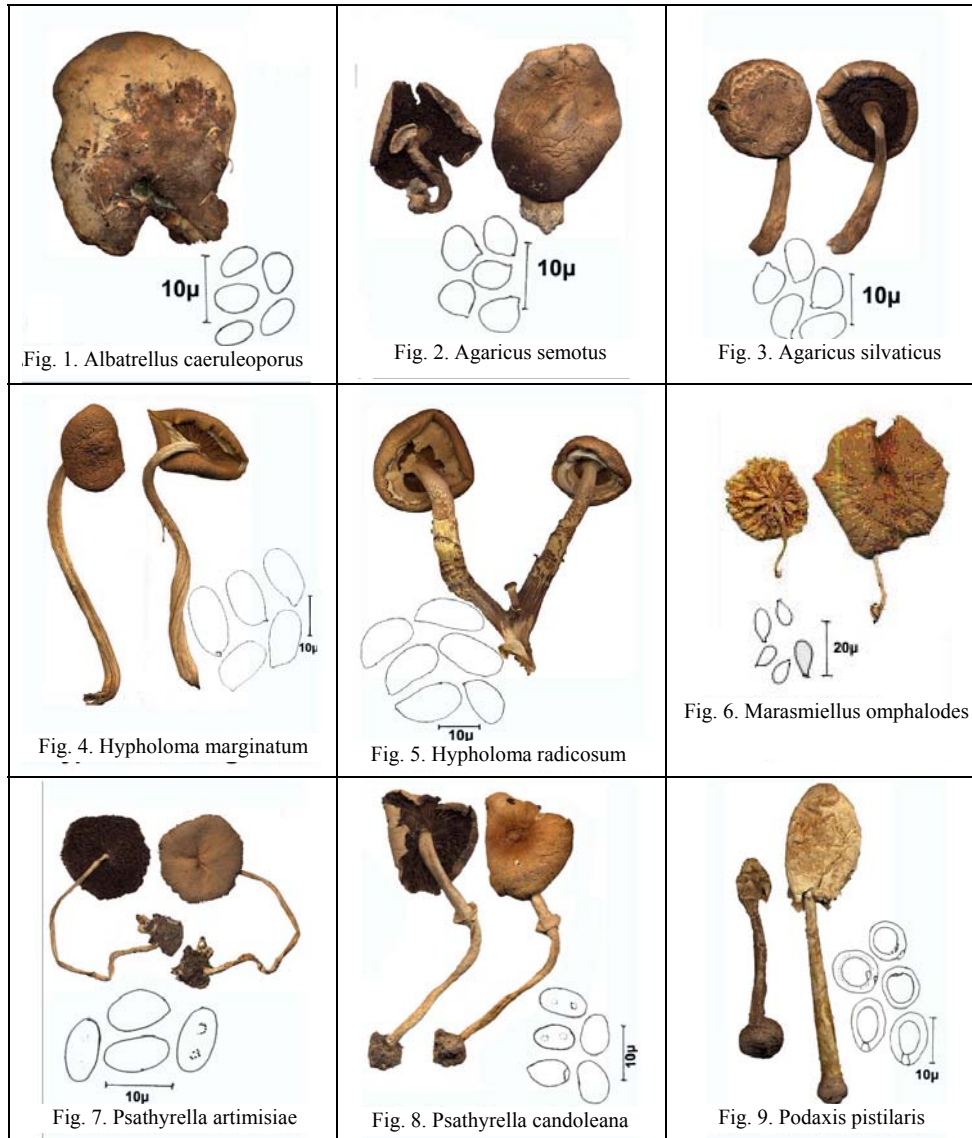 10µ
Fig. 1. Albatrellus caeruleoporus
10µ
Fig. 2. Agaricus semotus
10µ
Fig. 3. Agaricus silvaticus
10µ
Fig. 4. Hypholoma marginatum
10µ
Fig. 5. Hypholoma radicosum
20µ
Fig. 6. Marasmiellus omphalodes
10µ
Fig. 7. Psathyrella artimisiae
10µ
Fig. 8. Psathyrella candoleana
10µ
Fig. 9. Podaxis pistilaris